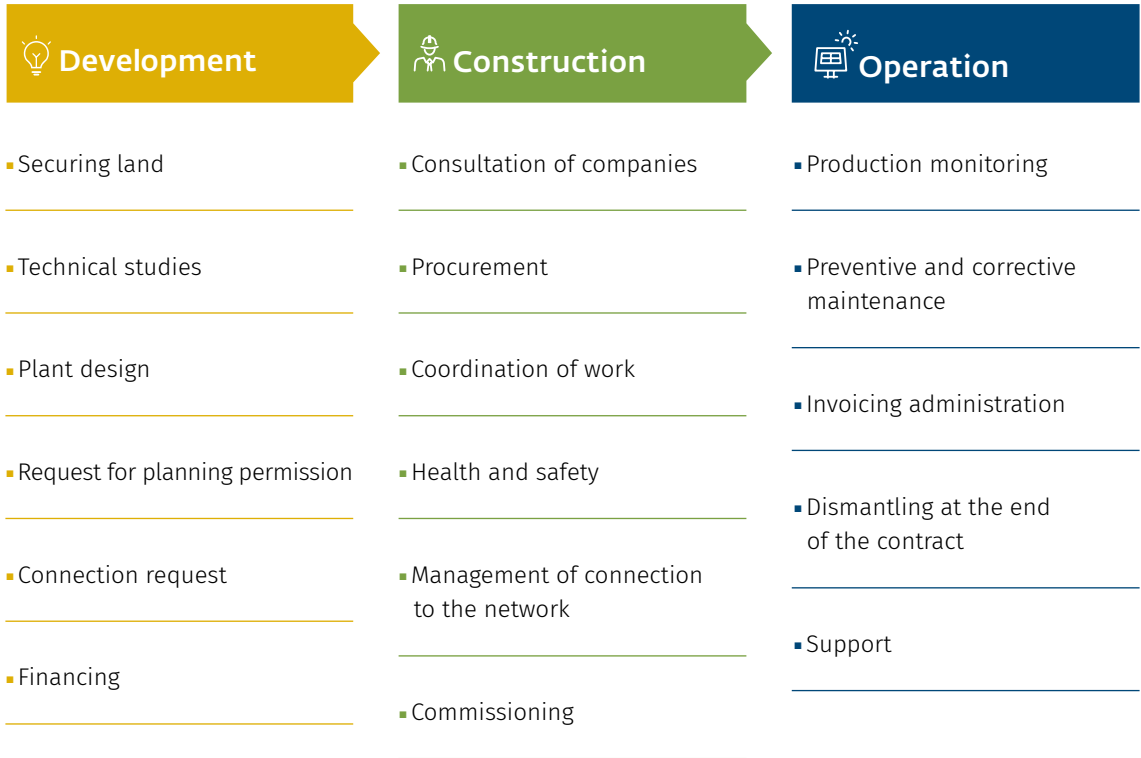 Development
Securing land
Technical studies
Plant design
Request for planning permission
Connection request
Financing
Construction
Consultation of companies
Procurement
Coordination of work
Health and safety
Management of connection
to the network
Commissioning
Operation
Production monitoring
Preventive and corrective
maintenance
Invoicing administration
Dismantling at the end
of the contract
Support